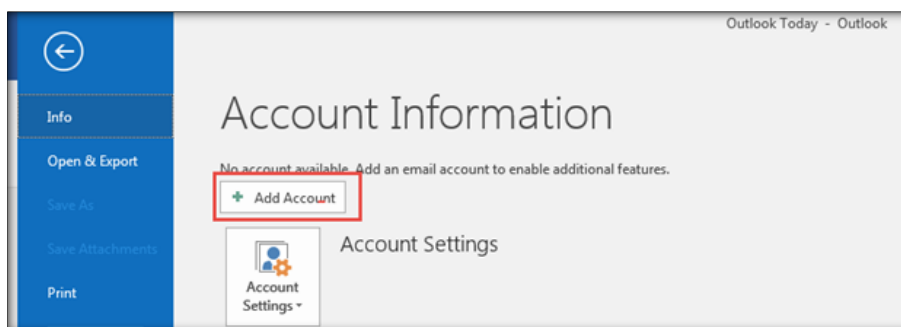 Outlook Today - Outlook
Info
Open & Export
Save As
Save Attachments
Print
Account Information
No account available. Add an email account to enable additional features.
+ Add Account
Account Settings
Account
Settings